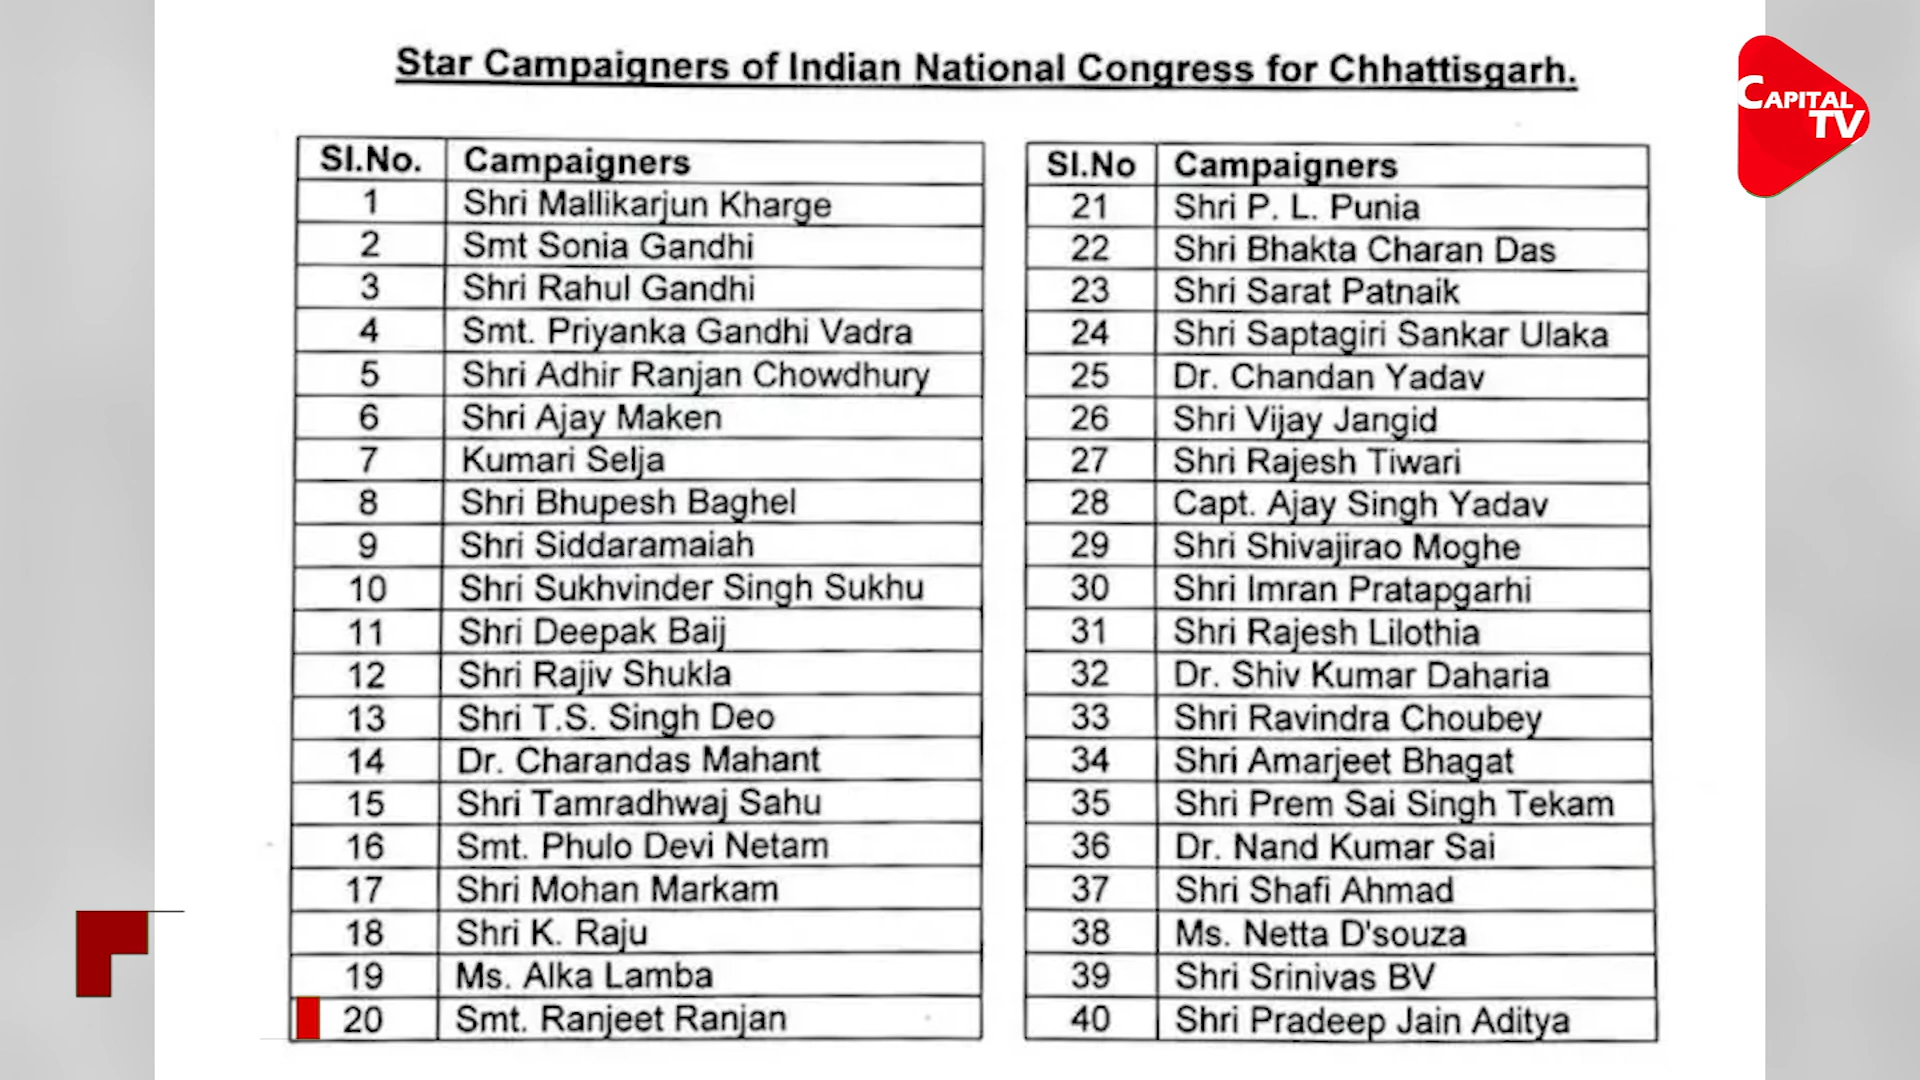 Star Campaigners of Indian National Congress for Chhattisgarh.
CAPITAL
TV
SI.No. Campaigners
1 Shri Mallikarjun Kharge
2 Smt Sonia Gandhi
3 Shri Rahul Gandhi
4 Smt. Priyanka Gandhi Vadra
5 Shri Adhir Ranjan Chowdhury
6 Shri Ajay Maken
7 Kumari Selja
8 Shri Bhupesh Baghel
9 Shri Siddaramaiah
10 Shri Sukhvinder Singh Sukhu
11 Shri Deepak Baij
12 Shri Rajiv Shukla
13 Shri T.S. Singh Deo
14 Dr. Charandas Mahant
15 Shri Tamradhwaj Sahu
16 Smt. Phulo Devi Netam
17 Shri Mohan Markam
18 Shri K. Raju
19 Ms. Alka Lamba
20 Smt. Ranjeet Ranjan
SI.No Campaigners
21 Shri P. L. Punia
22 Shri Bhakta Charan Das
23 Shri Sarat Patnaik
24 Shri Saptagiri Sankar Ulaka
25 Dr. Chandan Yadav
26 Shri Vijay Jangid
27 Shri Rajesh Tiwari
28 Capt. Ajay Singh Yadav
29 Shri Shivajirao Moghe
30 Shri Imran Pratapgarhi
31 Shri Rajesh Lilothia
32 Dr. Shiv Kumar Daharia
33 Shri Ravindra Choubey
34 Shri Amarjeet Bhagat
35 Shri Prem Sai Singh Tekam
36 Dr. Nand Kumar Sai
37 Shri Shafi Ahmad
38 Ms. Netta D'souza
39 Shri Srinivas BV
40 Shri Pradeep Jain Aditya